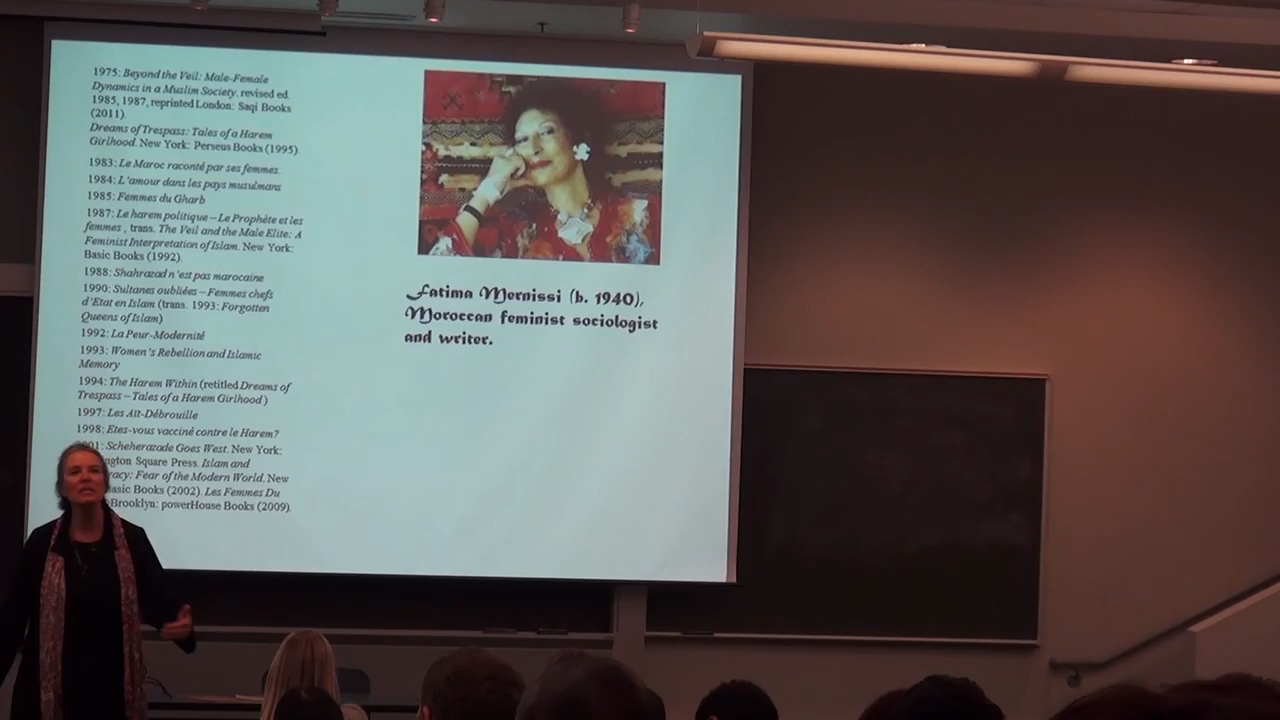 1975: Beyond the Veil: Male-Female
Dynamics in a Muslim Society. revised ed.
1985, 1987, reprinted London: Saqi Books
(2011).
Dreams of Trespass: Tales of a Harem
Girlhood. New York: Perseus Books (1995).
1983: Le Maroc raconté par ses femmes.
1984: L'amour dans les pays musulmans
1985: Femmes du Gharb
1987: Le harem politique – Le Prophète et les
femmes , trans. The Veil and the Male Elite: A
Feminist Interpretation of Islam. New York:
Basic Books (1992).
1988: Shahrazad n'est pas marocaine
1990: Sultanes oubliées – Femmes chefs
d'Etat en Islam (trans. 1993: Forgotten
Queens of Islam)
1992: La Peur-Modernité
1993: Women's Rebellion and Islamic
Memory
1994: The Harem Within (retitled Dreams of
Trespass – Tales of a Harem Girlhood )
1997: Les Aït-Débrouille
1998: Etes-vous vacciné contre le Harem?
Scheherazade Goes West. New York:
Square Press. Islam and
Fear of the Modern World. New
Books (2002). Les Femmes Du
Brooklyn: powerHouse Books (2009).
Fatima Mernissi (b. 1940),
Moroccan feminist sociologist
and writer.